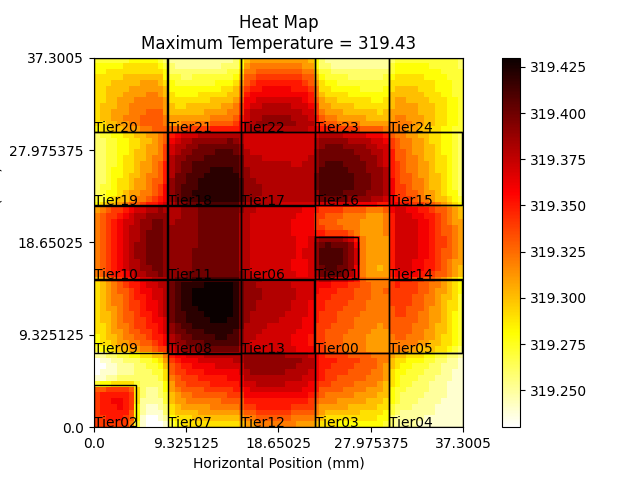 Heat Map
Maximum Temperature = 319.43
37.3005
27.975375
18.65025
9.325125
0.0
Tier20 Tier21 Tier22 Tier23 Tier24
Tier19 Tier18 Tier17 Tier16 Tier15
Tier10 Tier11 Tier06 Tier01 Tier14
Tier09 Tier08 Tier13 Tier00 Tier05
Tier02 Tier07 Tier12 Tier03 Tier04
0.0 9.325125 18.65025 27.975375 37.3005
Horizontal Position (mm)
319.425
319.400
319.375
319.350
319.325
319.300
319.275
319.250